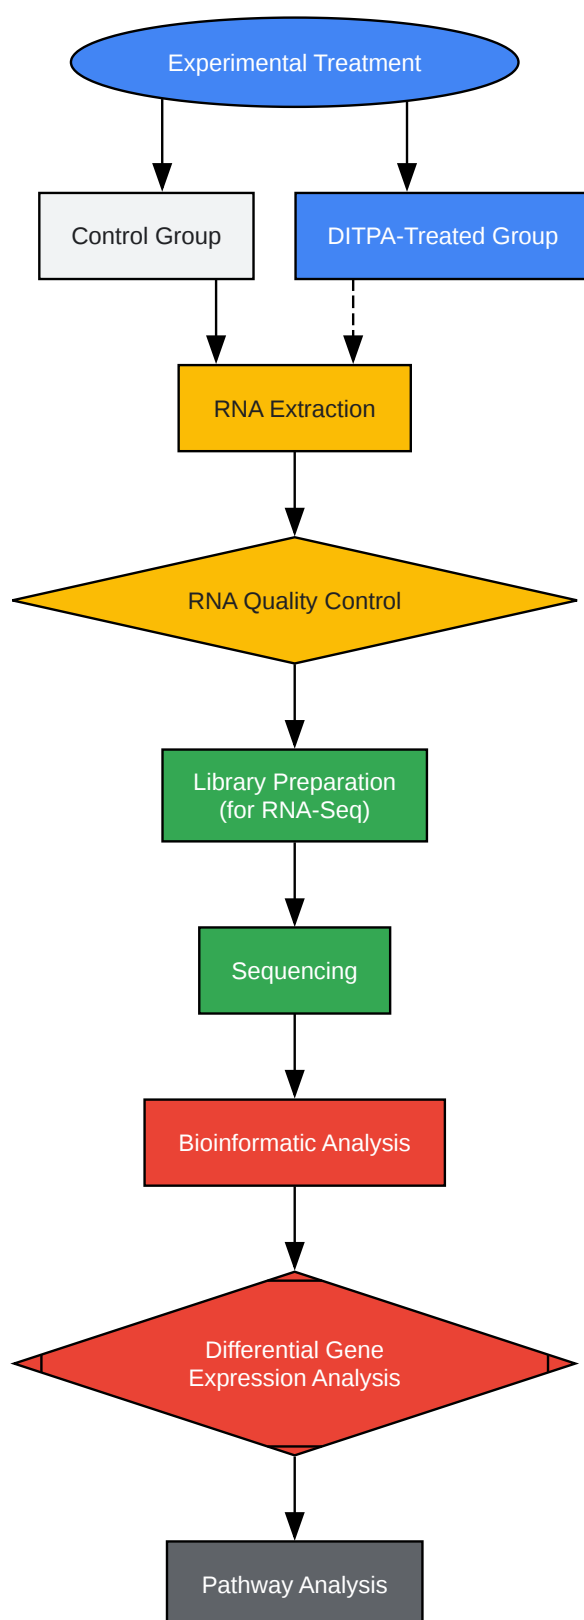 Experimental Treatment
Control Group
DITPA-Treated Group
RNA Extraction
RNA Quality Control
Library Preparation
(for RNA-Seq)
Sequencing
Bioinformatic Analysis
Differential Gene
Expression Analysis
Pathway Analysis